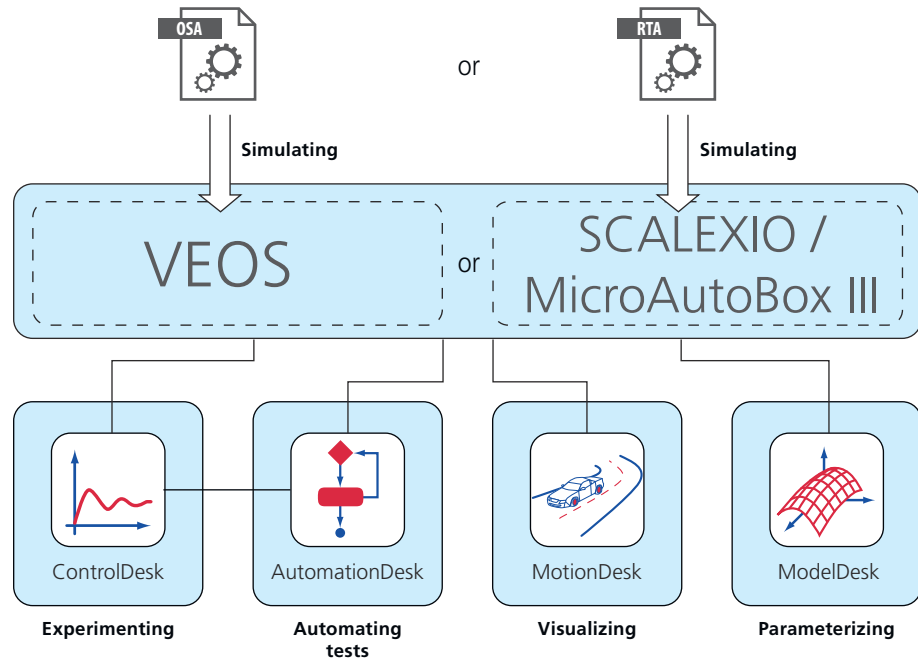 OSA
RTA
or
Simulating
Simulating
VEOS
or
SCALEXIO /
MicroAutoBox III
ControlDesk
AutomationDesk
MotionDesk
ModelDesk
Experimenting
Automating
tests
Visualizing
Parameterizing